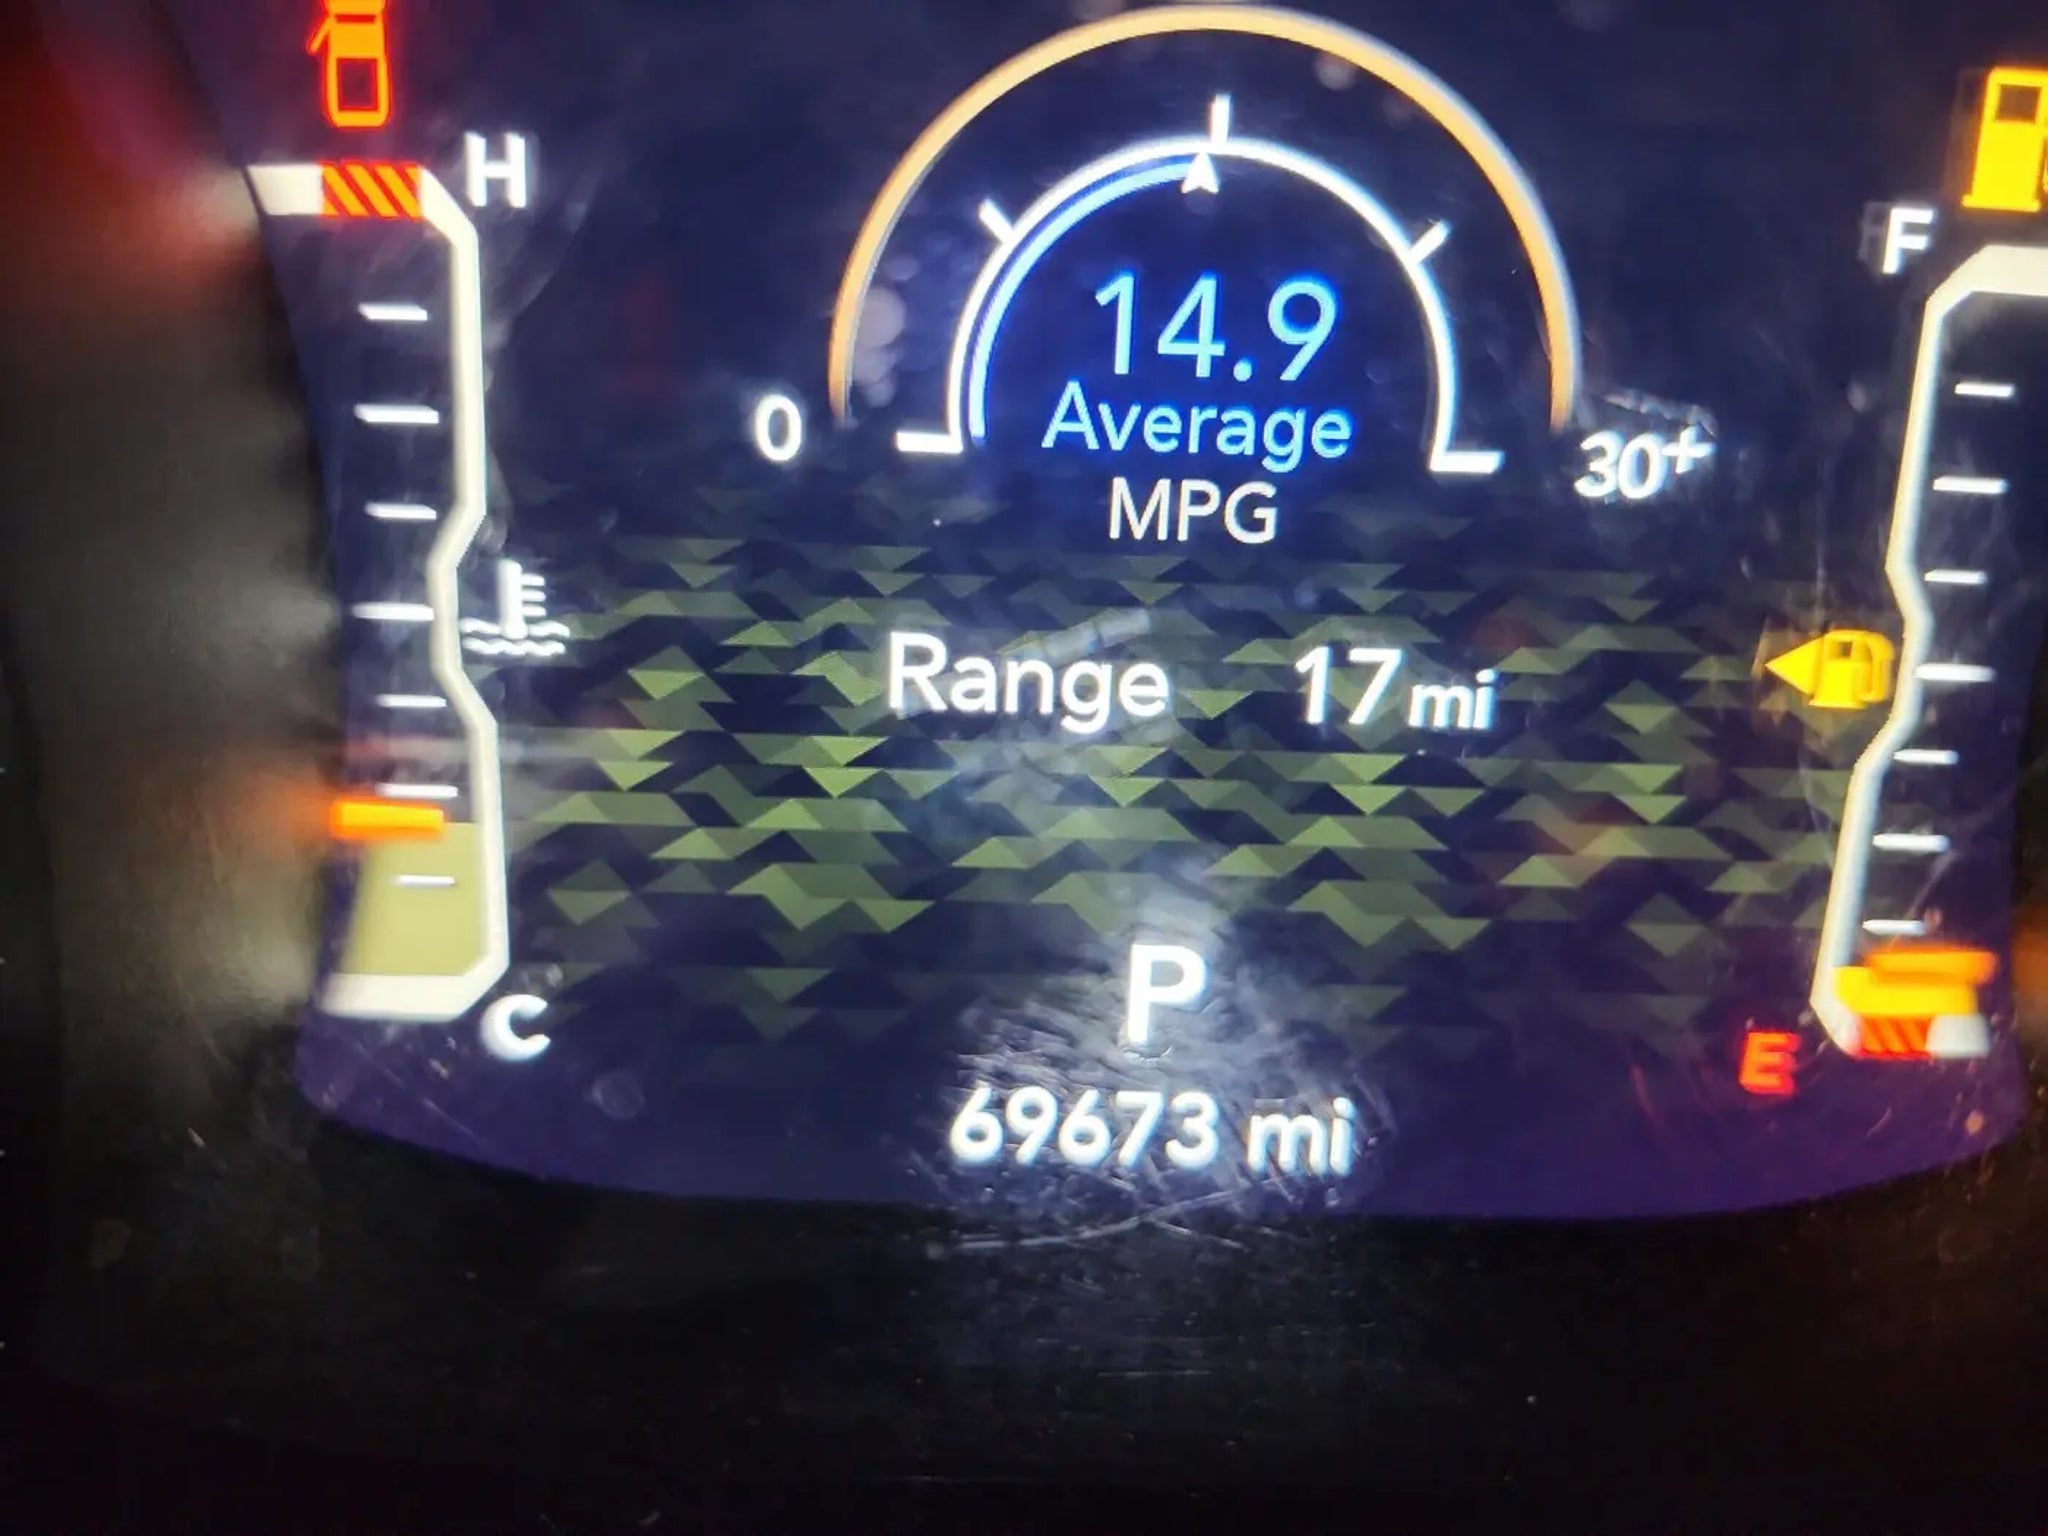 H
F
14.9
Average
MPG
0
30+
Range 17 mi
P
C
E
69673 mi